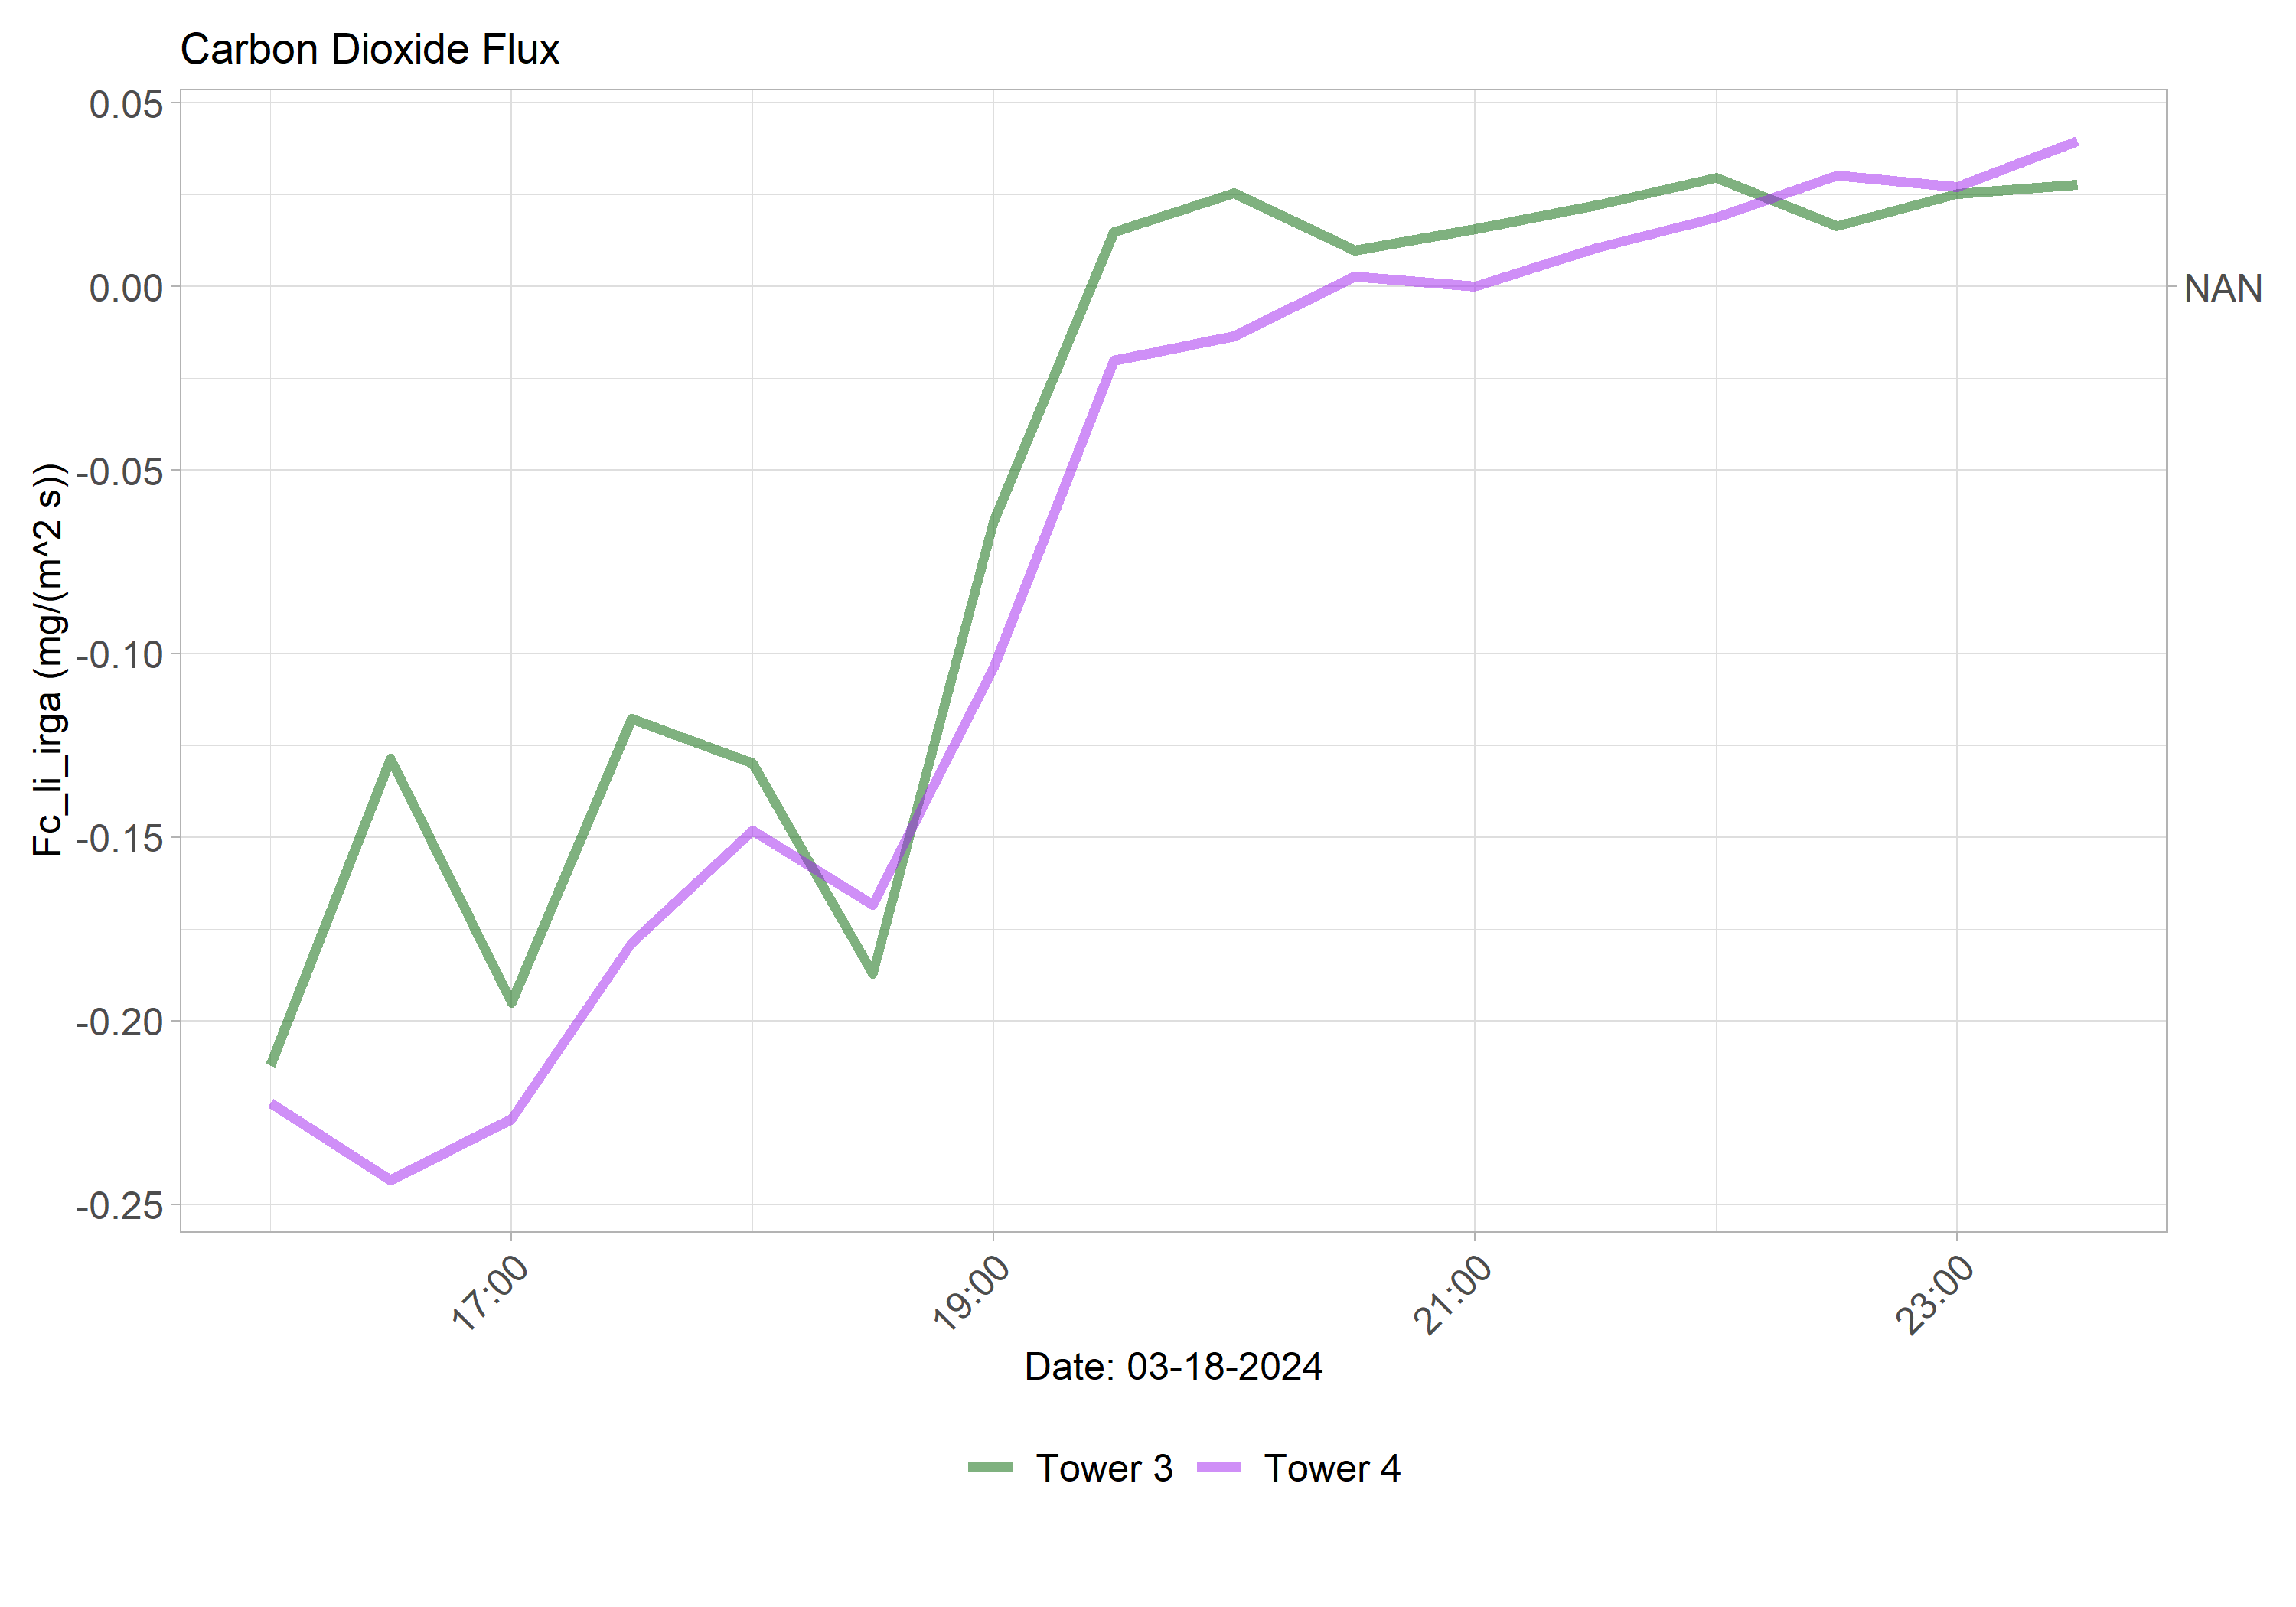 Carbon Dioxide Flux
0.05
0.00
-0.05
-0.10
-0.15
-0.20
-0.25
NAN
Fc_li_irga (mg/(m^2 s))
17:00
19:00
21:00
23:00
Date: 03-18-2024
Tower 3
Tower 4